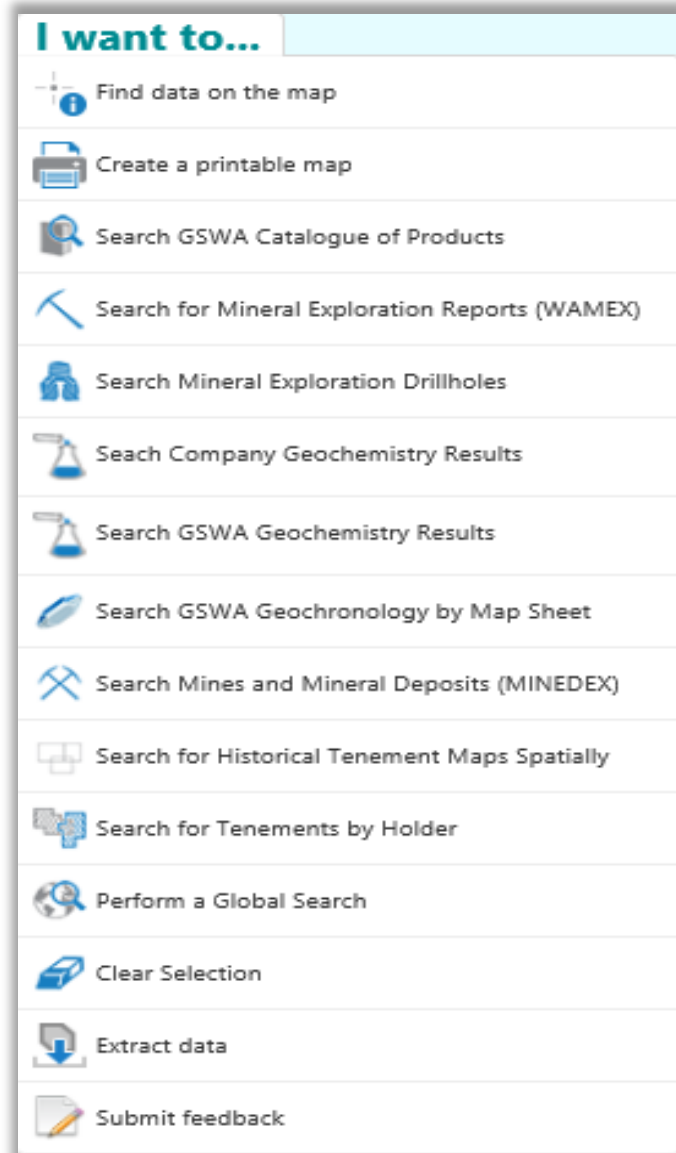 I want to...
Find data on the map
Create a printable map
Search GSWA Catalogue of Products
Search for Mineral Exploration Reports (WAMEX)
Search Mineral Exploration Drillholes
Seach Company Geochemistry Results
Search GSWA Geochemistry Results
Search GSWA Geochronology by Map Sheet
Search Mines and Mineral Deposits (MINEDEX)
Search for Historical Tenement Maps Spatially
Search for Tenements by Holder
Perform a Global Search
Clear Selection
Extract data
Submit feedback